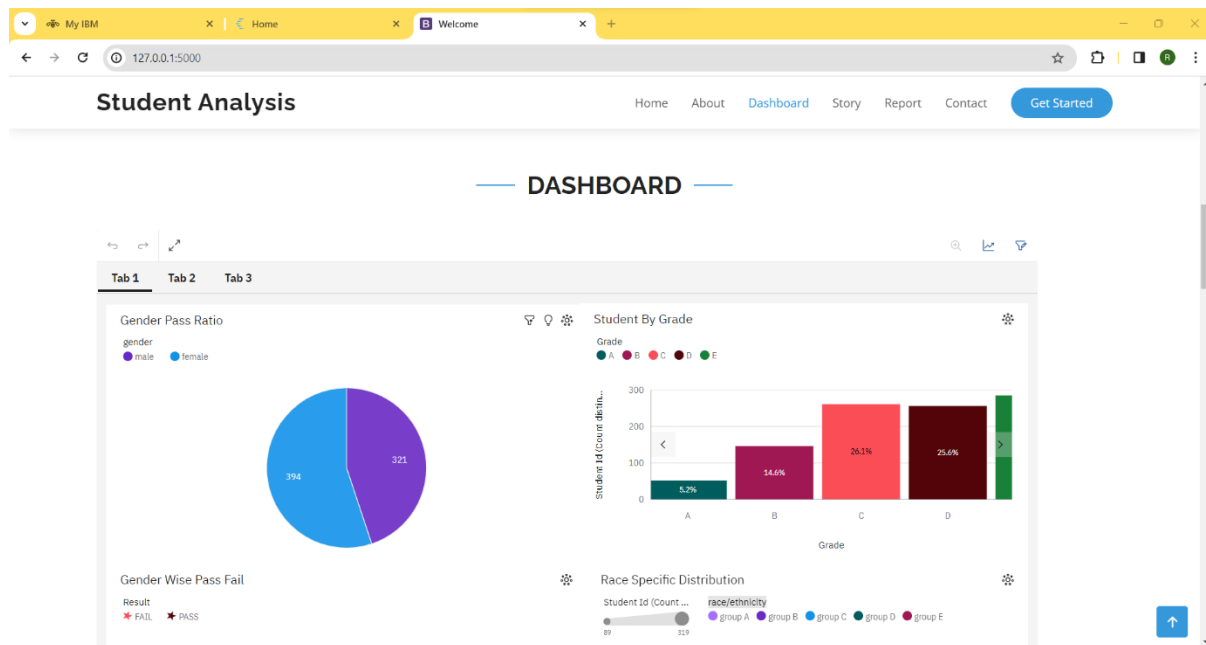 My IBM
Home
Welcome
127.0.0.1:5000
R
Student Analysis
Home About Dashboard Story Report Contact Get Started
DASHBOARD
Tab 1 Tab 2 Tab 3
Gender Pass Ratio
gender
male female
394
321
Student By Grade
Grade
A B C D E
Student Id (Count distin...
300
200
100
0
5.2%
14.6%
26.1%
25.6%
A B C D
Grade
Gender Wise Pass Fail
Result
FAIL PASS
Race Specific Distribution
Student Id (Count ...
89 319
race/ethnicity
group A group B group C group D group E